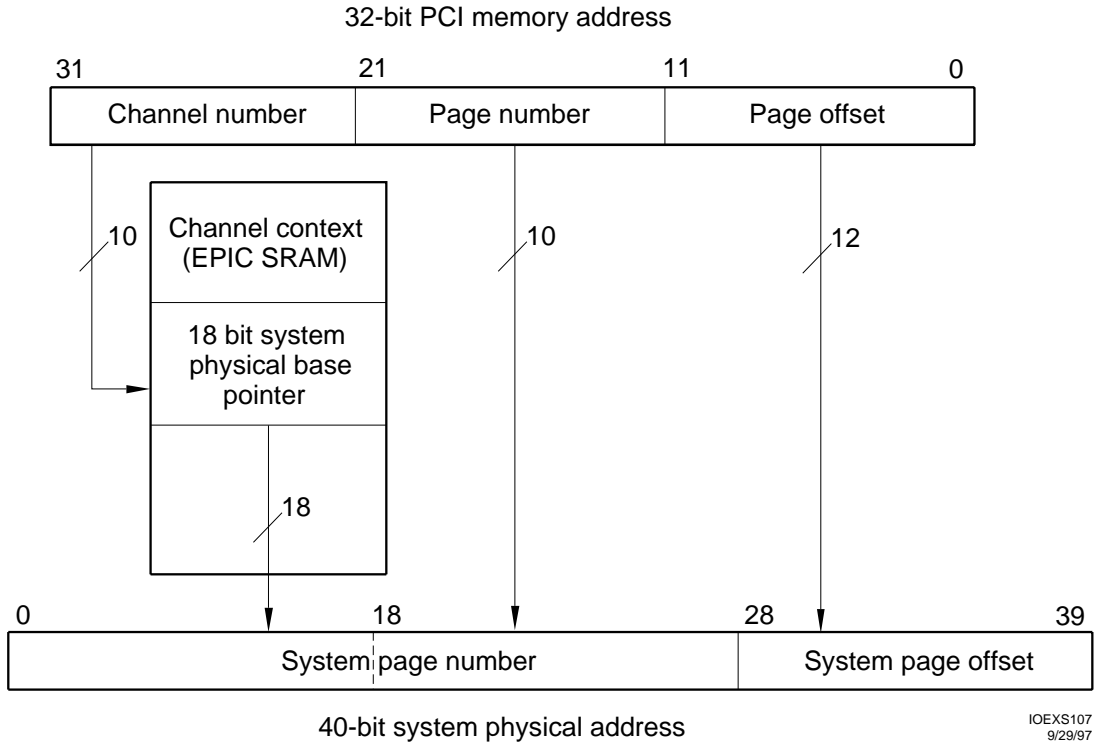 32-bit PCI memory address
31 21 11 0
Channel number Page number Page offset
10 10 12
Channel context
(EPIC SRAM)
18 bit system
physical base
pointer
18
0 18 28 39
System page number System page offset
40-bit system physical address
IOEXS107
9/29/97